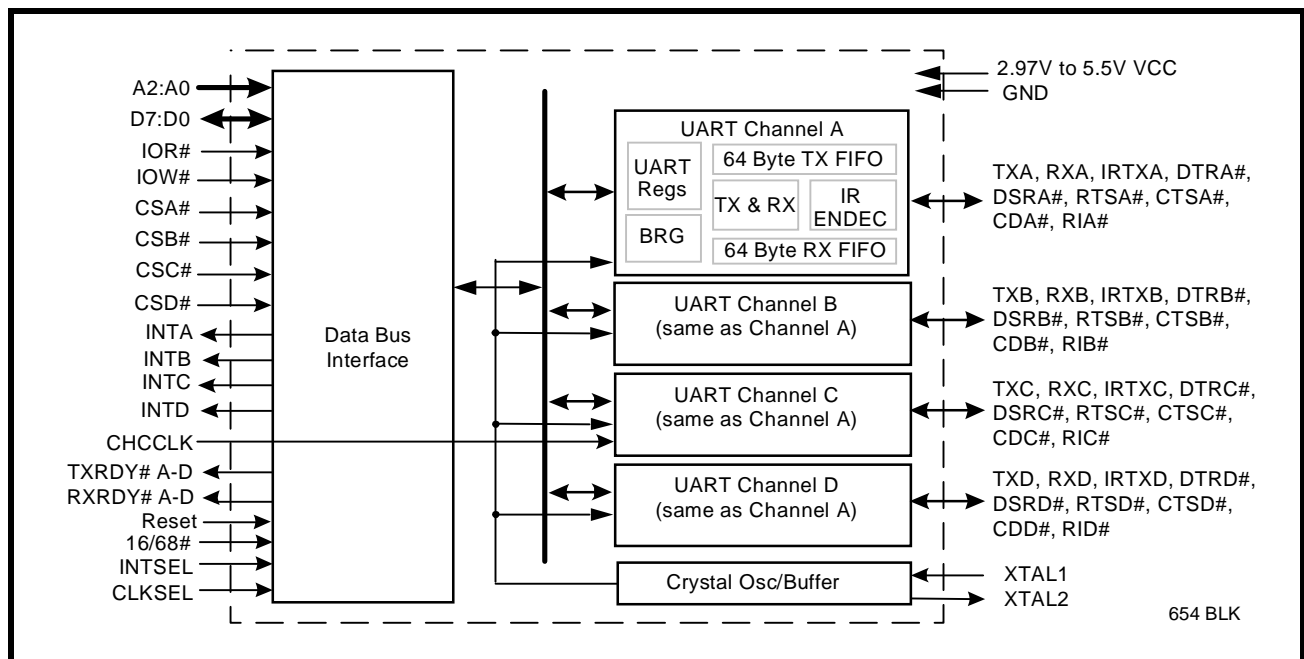 A2:A0
D7:D0
IOR#
IOW#
CSA#
CSB#
CSC#
CSD#
INTA
INTB
INTC
INTD
CHCCLK
TXRDY# A-D
RXRDY# A-D
Reset
16/68#
INTSEL
CLKSEL
Data Bus
Interface
UART Channel A
UART
Regs
BRG
64 Byte TX FIFO
TX & RX
IR
ENDEC
64 Byte RX FIFO
UART Channel B
(same as Channel A)
UART Channel C
(same as Channel A)
UART Channel D
(same as Channel A)
Crystal Osc/Buffer
2.97V to 5.5V VCC
GND
TXA, RXA, IRTXA, DTRA#,
DSRA#, RTSA#, CTSA#,
CDA#, RIA#
TXB, RXB, IRTXB, DTRB#,
DSRB#, RTSB#, CTSB#,
CDB#, RIB#
TXC, RXC, IRTXC, DTRC#,
DSRC#, RTSC#, CTSC#,
CDC#, RIC#
TXD, RXD, IRTXD, DTRD#,
DSRD#, RTSD#, CTSD#,
CDD#, RID#
XTAL1
XTAL2
654 BLK